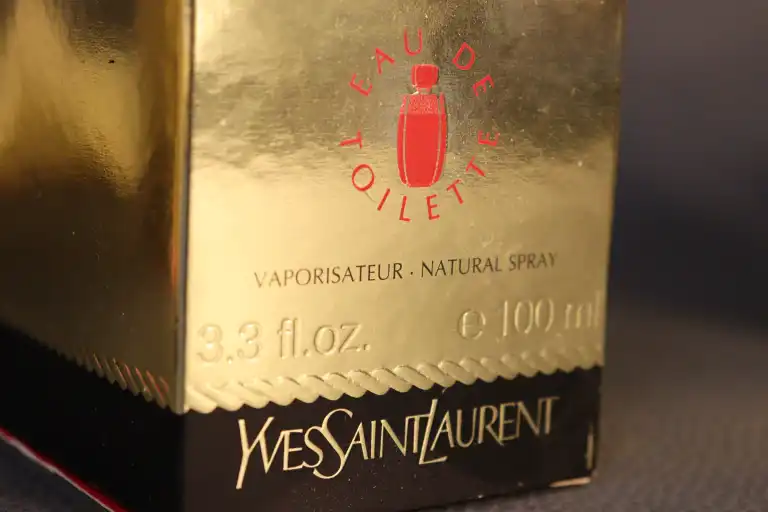 EAU DE TOILETTE
VAPORISATEUR · NATURAL SPRAY
3.3 fl.oz. ℮ 100 ml
YVESSAINTLAURENT